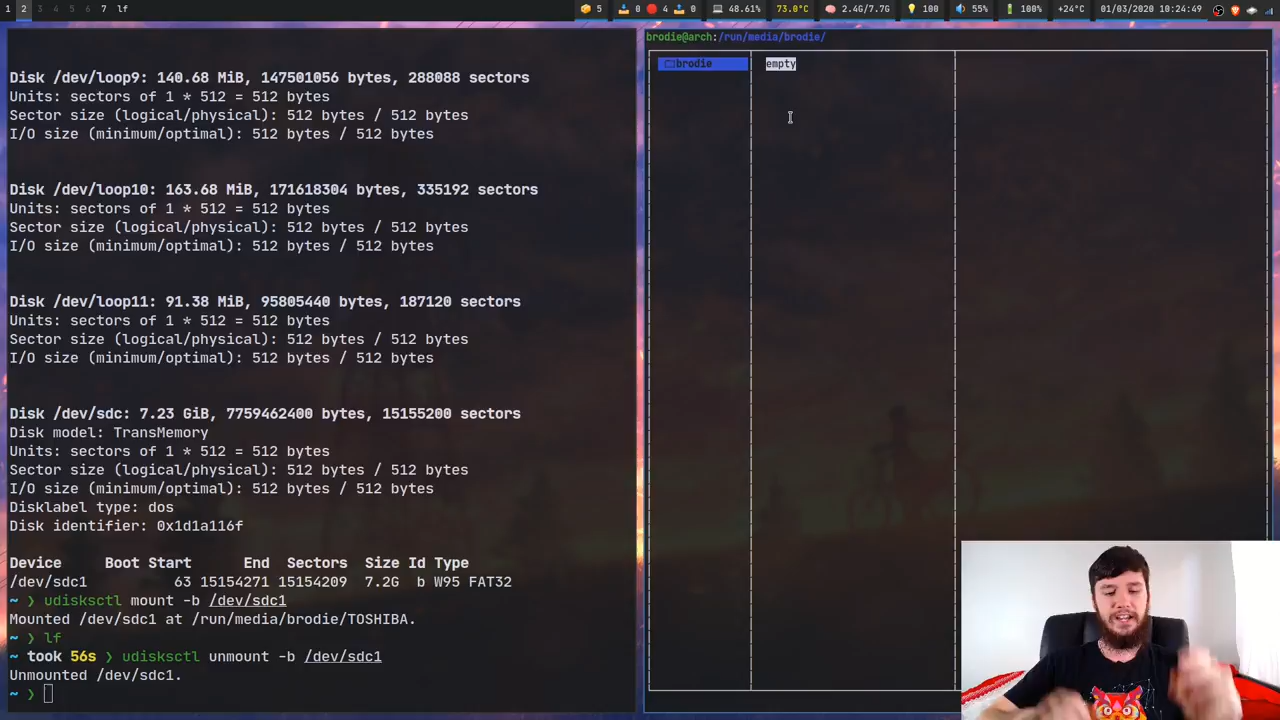 1 2 3 4 5 6 7 lf 5 0 4 0 48.61% 73.0°C 2.4G/7.7G 100 55% 100% +24°C 01/03/2020 10:24:49
Disk /dev/loop9: 140.68 MiB, 147501056 bytes, 288088 sectors
Units: sectors of 1 * 512 = 512 bytes
Sector size (logical/physical): 512 bytes / 512 bytes
I/O size (minimum/optimal): 512 bytes / 512 bytes
Disk /dev/loop10: 163.68 MiB, 171618304 bytes, 335192 sectors
Units: sectors of 1 * 512 = 512 bytes
Sector size (logical/physical): 512 bytes / 512 bytes
I/O size (minimum/optimal): 512 bytes / 512 bytes
Disk /dev/loop11: 91.38 MiB, 95805440 bytes, 187120 sectors
Units: sectors of 1 * 512 = 512 bytes
Sector size (logical/physical): 512 bytes / 512 bytes
I/O size (minimum/optimal): 512 bytes / 512 bytes
Disk /dev/sdc: 7.23 GiB, 7759462400 bytes, 15155200 sectors
Disk model: TransMemory
Units: sectors of 1 * 512 = 512 bytes
Sector size (logical/physical): 512 bytes / 512 bytes
I/O size (minimum/optimal): 512 bytes / 512 bytes
Disklabel type: dos
Disk identifier: 0x1d1a116f
Device Boot Start End Sectors Size Id Type
/dev/sdc1 63 15154271 15154209 7.2G b W95 FAT32
~ ❯ udisksctl mount -b /dev/sdc1
Mounted /dev/sdc1 at /run/media/brodie/TOSHIBA.
~ ❯ lf
~ took 56s ❯ udisksctl unmount -b /dev/sdc1
Unmounted /dev/sdc1.
~ ❯
brodie@arch:/run/media/brodie/
brodie empty